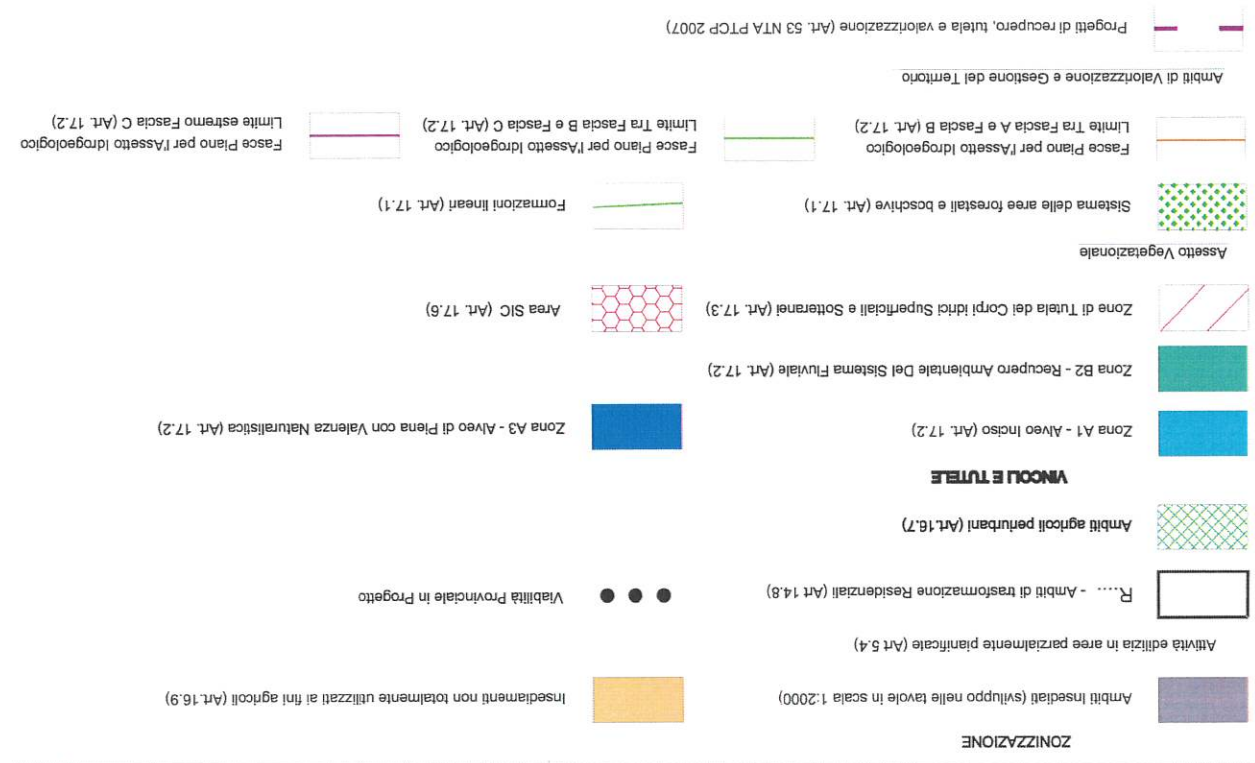 ZONIZZAZIONE
Ambiti Insediati (sviluppo nelle tavole in scala 1:2000)
Insediamenti non totalmente utilizzati ai fini agricoli (Art.16.9)
Attività edilizia in aree parzialmente pianificate (Art 5.4)
R.... - Ambiti di trasformazione Residenziali (Art 14.8)
Viabilità Provinciale in Progetto
Ambiti agricoli periurbani (Art.16.7)
VINCOLI E TUTELE
Zona A1 - Alveo Inciso (Art. 17.2)
Zona A3 - Alveo di Piena con Valenza Naturalistica (Art. 17.2)
Zona B2 - Recupero Ambientale Del Sistema Fluviale (Art. 17.2)
Zone di Tutela dei Corpi idrici Superficiali e Sotteranei (Art. 17.3)
Area SIC (Art. 17.6)
Assetto Vegetazionale
Sistema delle aree forestali e boschive (Art. 17.1)
Formazioni lineari (Art. 17.1)
Fasce Piano per l'Assetto Idrogeologico
Limite Tra Fascia A e Fascia B (Art. 17.2)
Fasce Piano per l'Assetto Idrogeologico
Limite Tra Fascia B e Fascia C (Art. 17.2)
Fasce Piano per l'Assetto Idrogeologico
Limite estremo Fascia C (Art. 17.2)
Ambiti di Valorizzazione e Gestione del Territorio
Progetti di recupero, tutela e valorizzazione (Art. 53 NTA PTCP 2007)